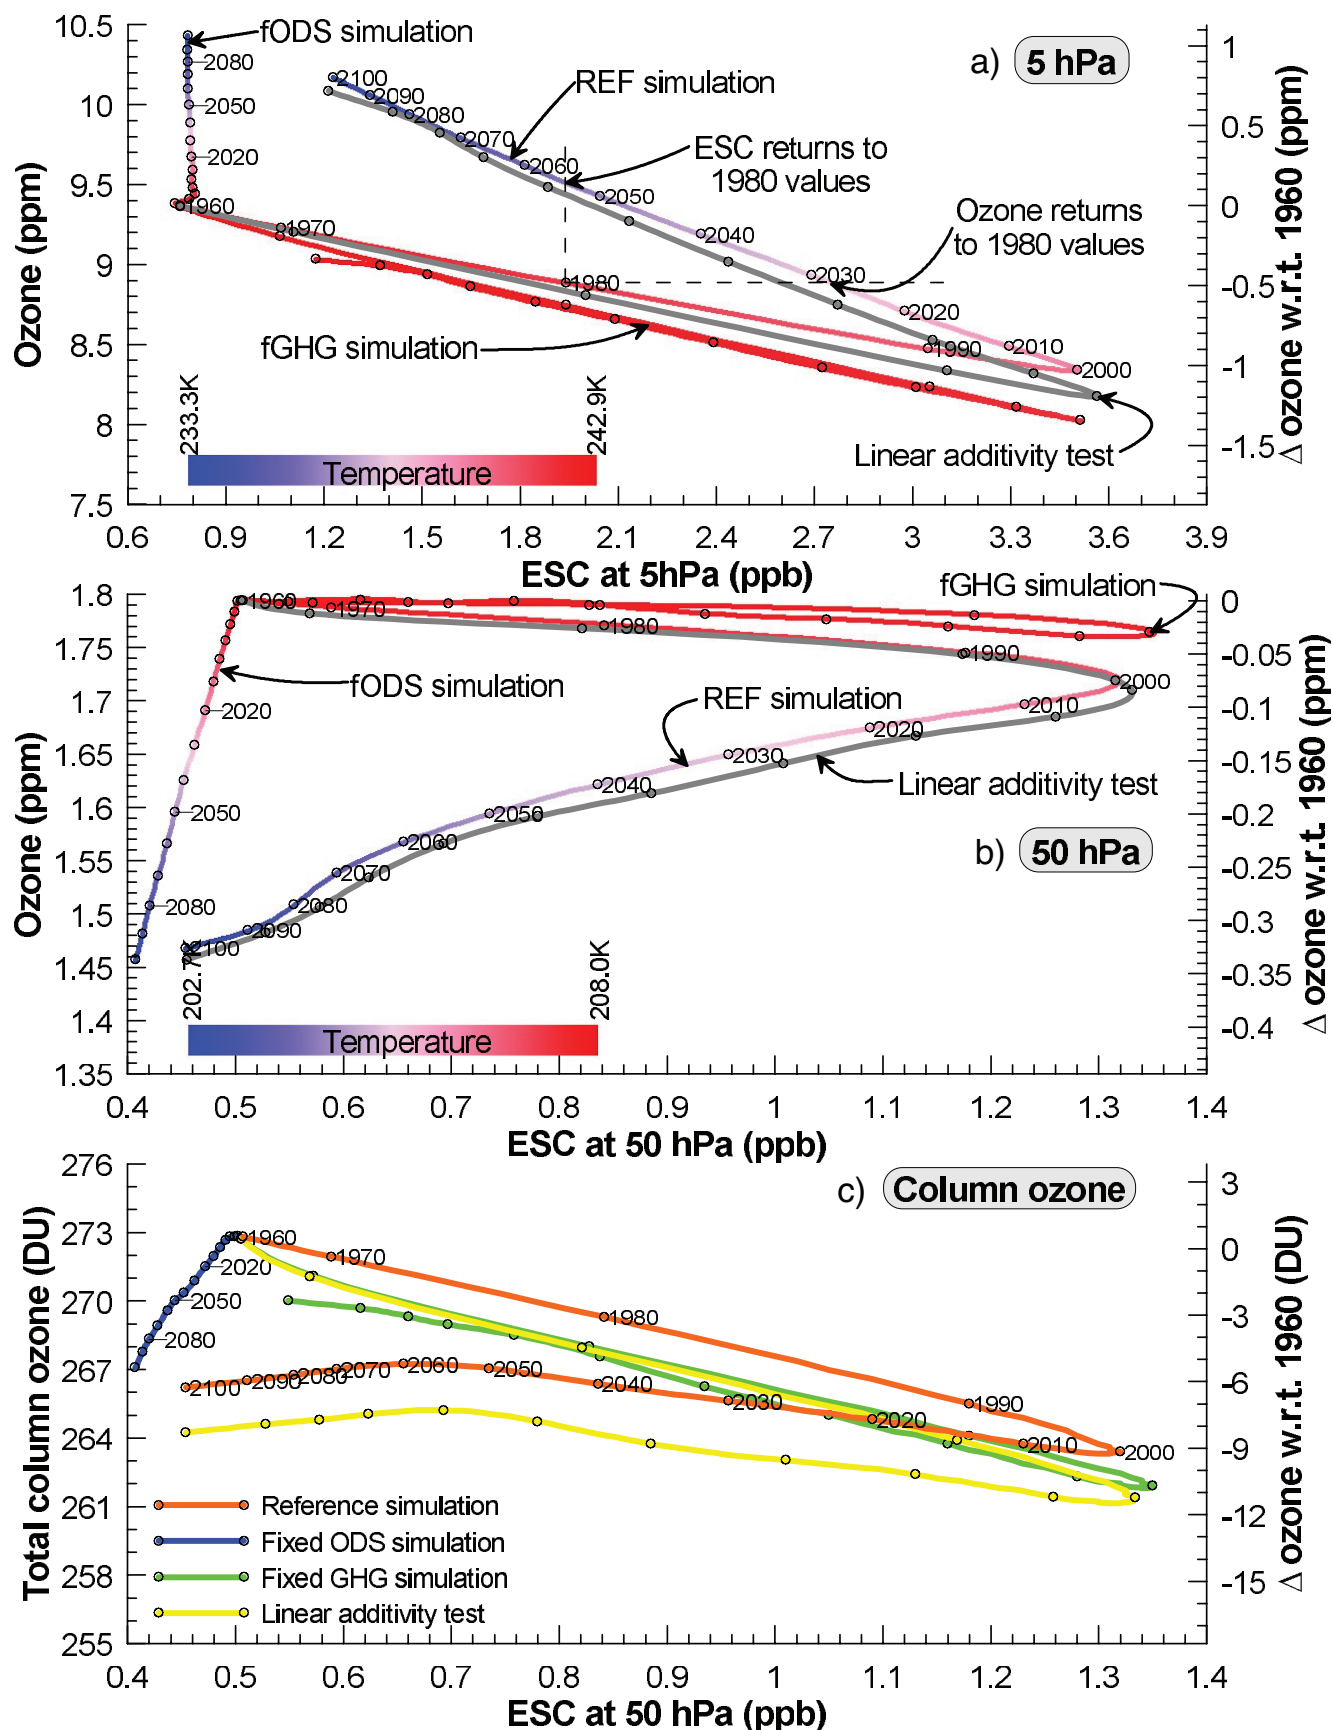 10.5
10
9.5
9
8.5
8
7.5
Ozone (ppm)
fODS simulation
2080
2050
2020
1960
1970
1980
1990
2000
2010
2020
2030
2040
2050
2060
2070
2080
2090
2100
REF simulation
ESC returns to
1980 values
Ozone returns
to 1980 values
a) 5 hPa
fGHG simulation
Linear additivity test
233.3K
242.9K
Temperature
1
0.5
0
-0.5
-1
-1.5
Δ ozone w.r.t. 1960 (ppm)
0.6 0.9 1.2 1.5 1.8 2.1 2.4 2.7 3 3.3 3.6 3.9
ESC at 5hPa (ppb)
1.8
1.75
1.7
1.65
1.6
1.55
1.5
1.45
1.4
1.35
Ozone (ppm)
fGHG simulation
1960
1970
1980
1990
2000
2010
2020
2030
2040
2050
2060
2070
2080
2090
2100
fODS simulation
2020
2050
2080
REF simulation
Linear additivity test
b) 50 hPa
202.7K
208.0K
Temperature
0
-0.05
-0.1
-0.15
-0.2
-0.25
-0.3
-0.35
-0.4
Δ ozone w.r.t. 1960 (ppm)
0.4 0.5 0.6 0.7 0.8 0.9 1 1.1 1.2 1.3 1.4
ESC at 50 hPa (ppb)
276
273
270
267
264
261
258
255
Total column ozone (DU)
c) Column ozone
1960
1970
1980
1990
2000
2010
2020
2030
2040
2050
2060
2070
2080
2090
2100
2020
2050
2080
Reference simulation
Fixed ODS simulation
Fixed GHG simulation
Linear additivity test
3
0
-3
-6
-9
-12
-15
Δ ozone w.r.t. 1960 (DU)
0.4 0.5 0.6 0.7 0.8 0.9 1 1.1 1.2 1.3 1.4
ESC at 50 hPa (ppb)